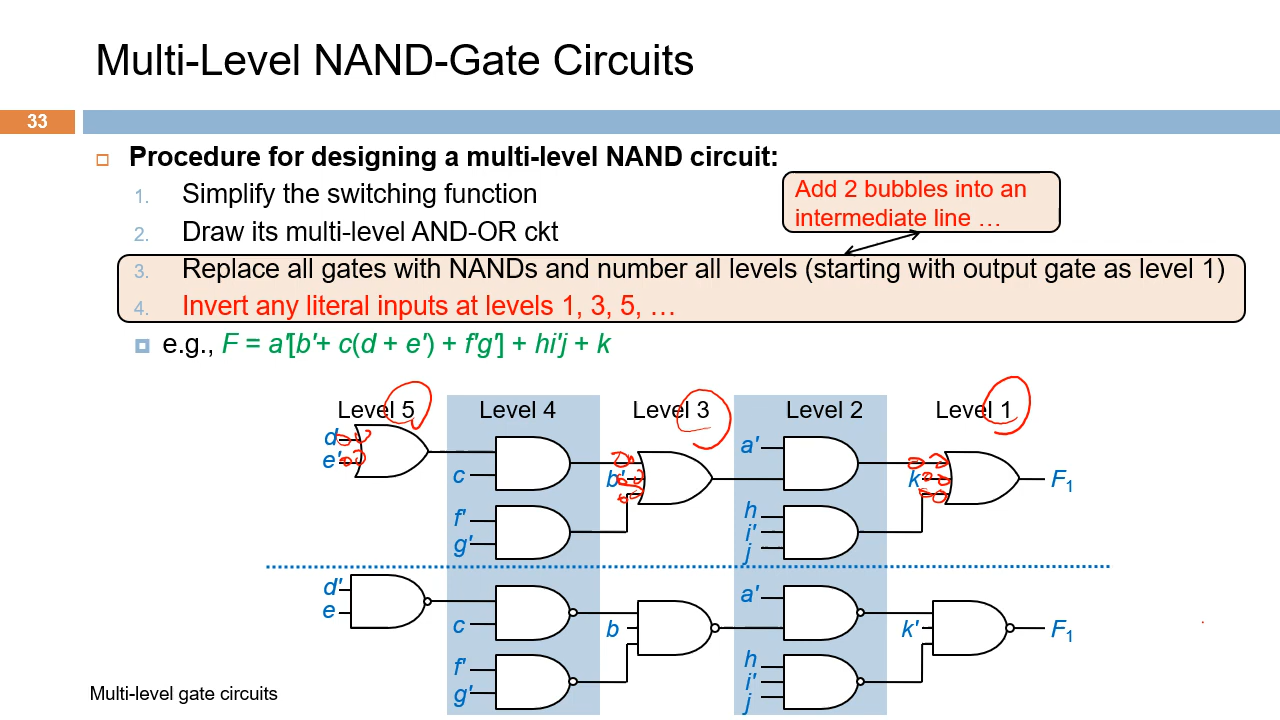 Multi-Level NAND-Gate Circuits
33
Procedure for designing a multi-level NAND circuit:
1. Simplify the switching function
Add 2 bubbles into an
intermediate line …
2. Draw its multi-level AND-OR ckt
3. Replace all gates with NANDs and number all levels (starting with output gate as level 1)
4. Invert any literal inputs at levels 1, 3, 5, …
e.g., F = a'[b'+ c(d + e') + f'g'] + hi'j + k
Level 5 Level 4 Level 3 Level 2 Level 1
d
e'
c
f'
g'
b'
a'
h
i'
j
k
F1
d'
e
c
f'
g'
b
a'
h
i'
j
k'
F1
Multi-level gate circuits